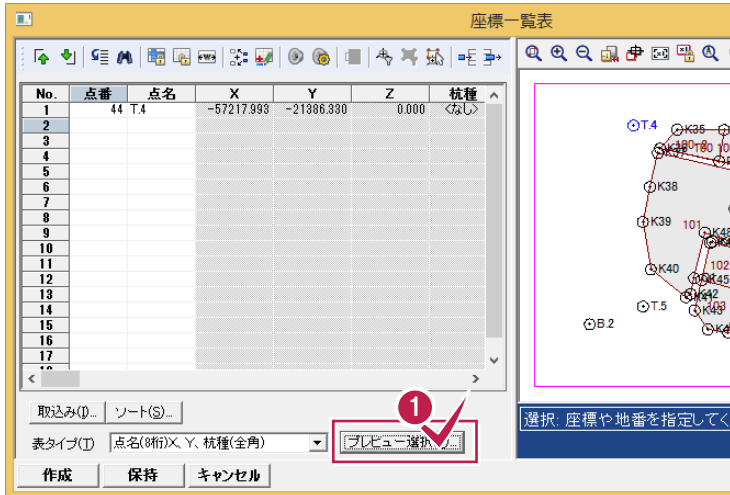 座標一覧表
No. 点番 点名 X Y Z 杭種
1 44 T.4 -57217.993 -21386.330 0.000 <なし>
2
3
4
5
6
7
8
9
10
11
12
13
14
15
16
17
取込み(I)... ソート(S)...
表タイプ(T) 点名(8桁)X、Y、杭種(全角)
プレビュー選択
1
作成 保持 キャンセル
T.4
K35
K38
K39
101
K40
102
T.5
B.2
K43
103
選択: 座標や地番を指定してく